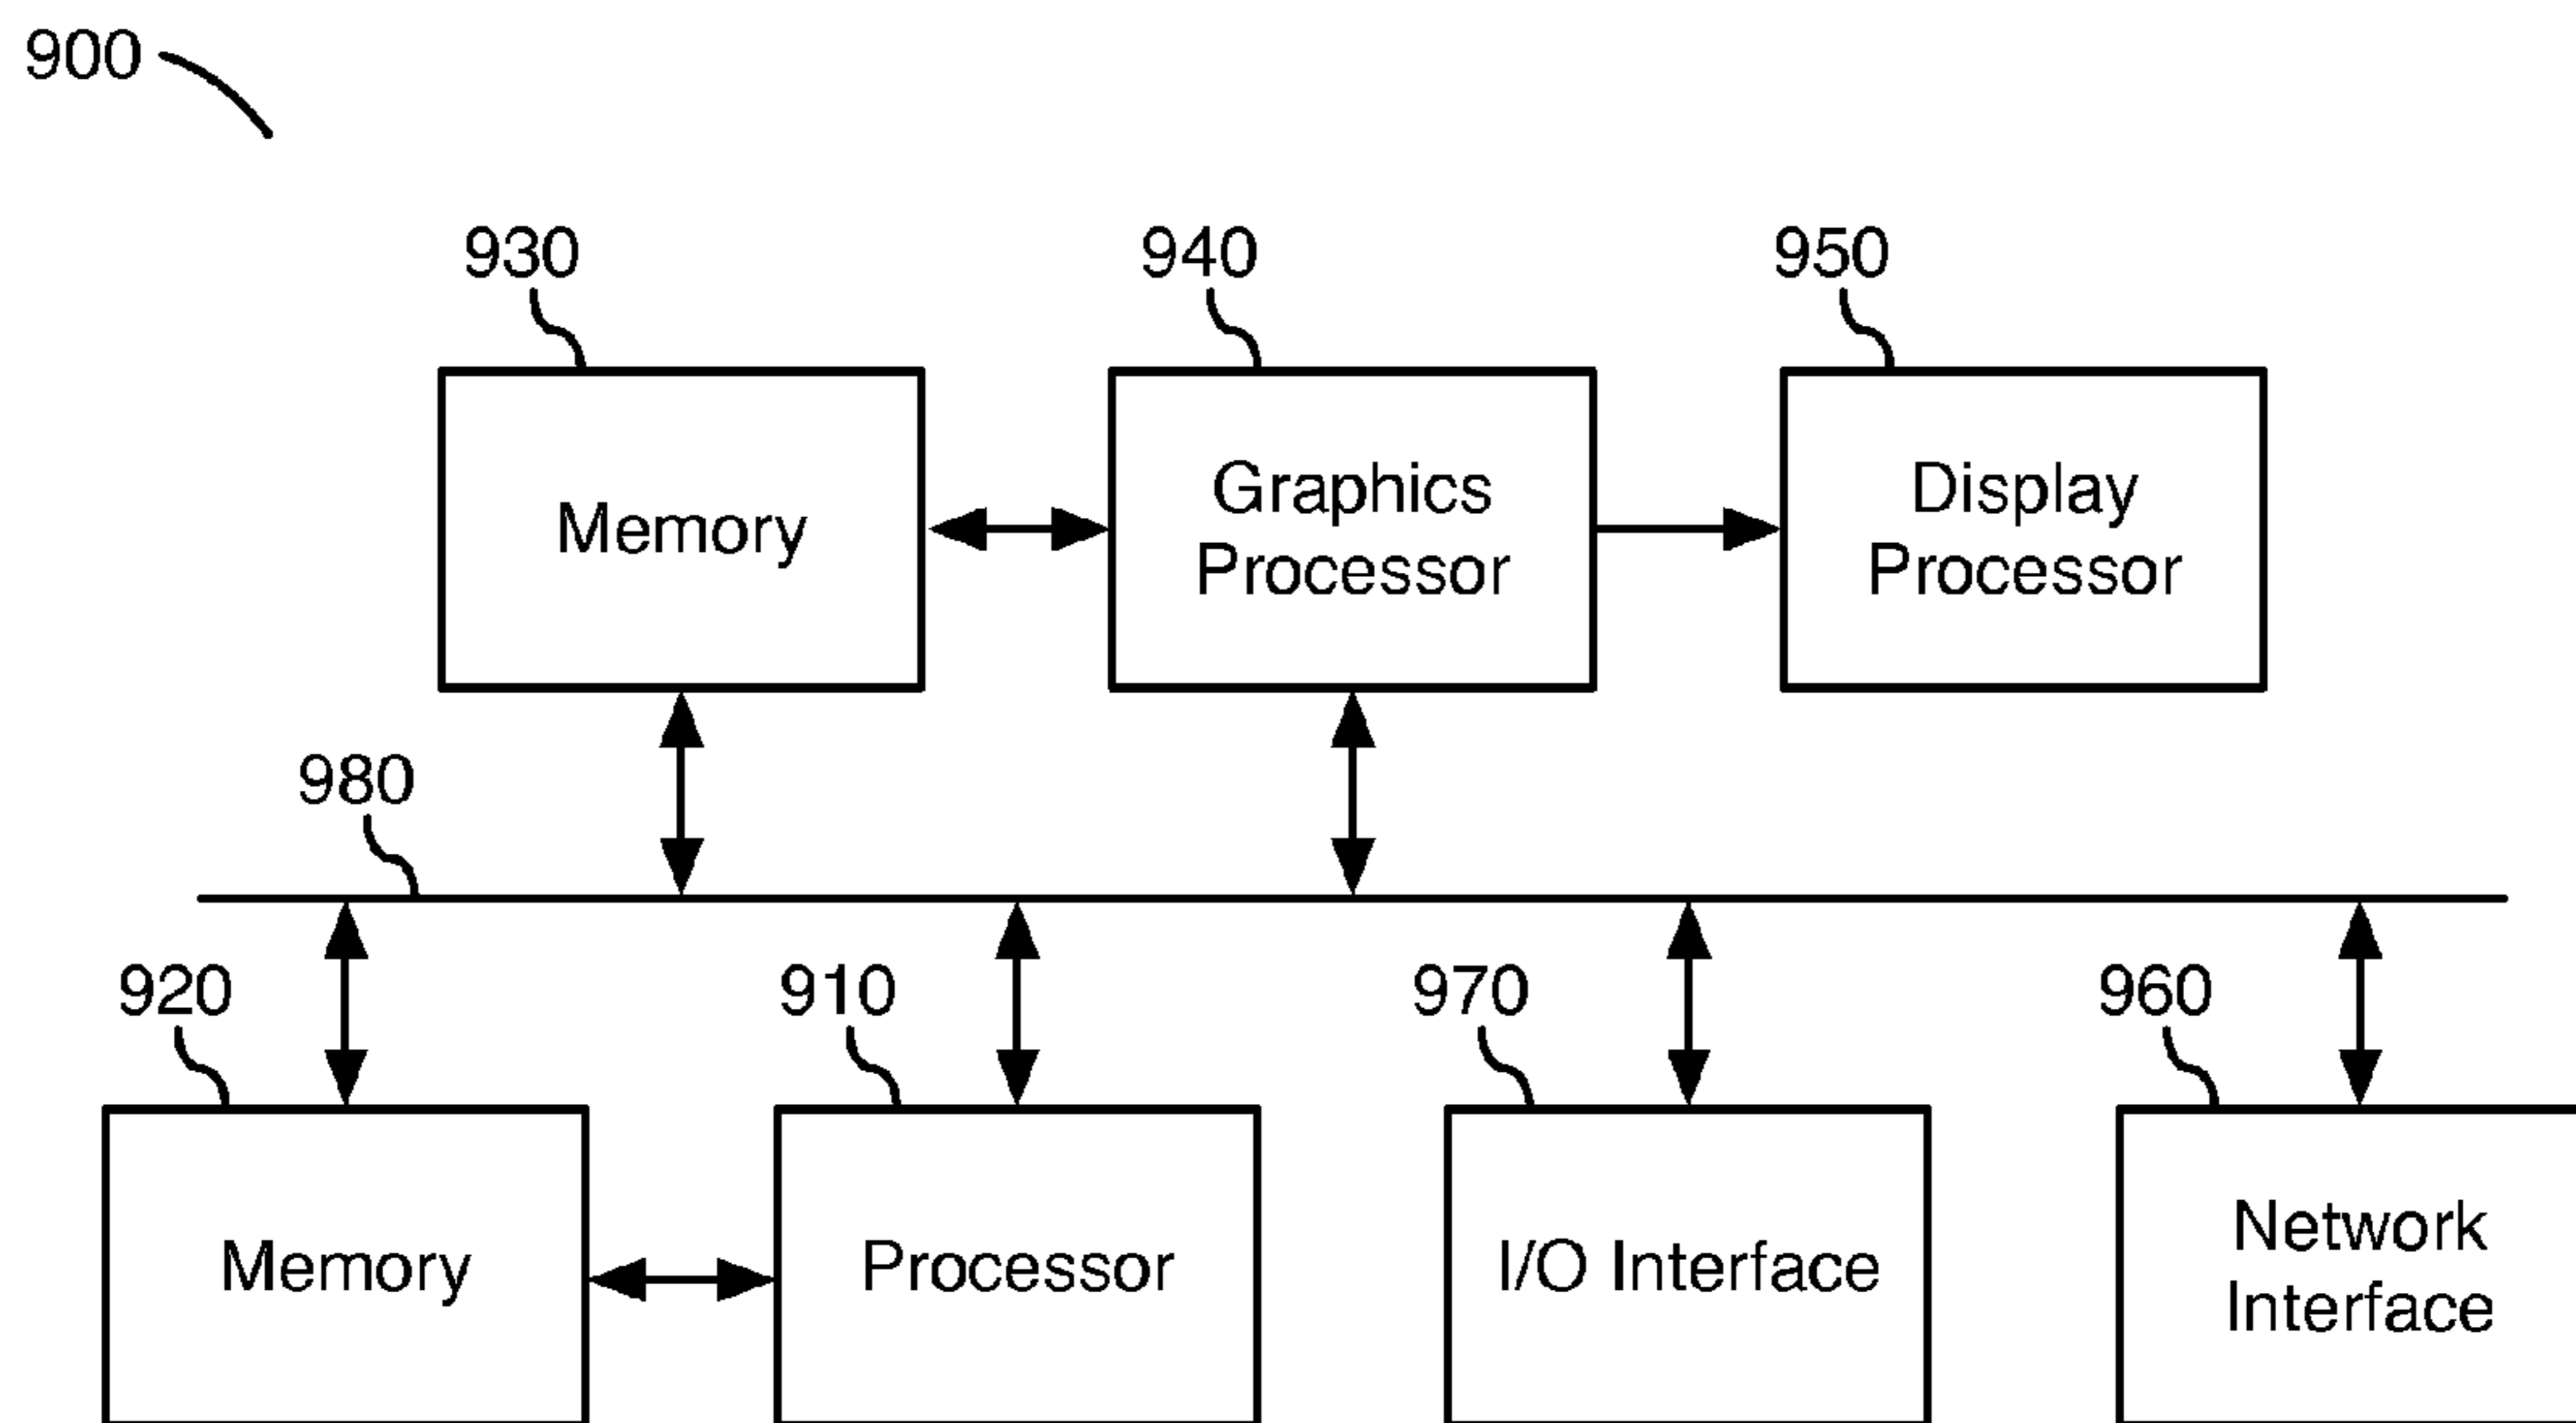 900
930
940
950
Memory
Graphics
Processor
Display
Processor
980
920
910
970
960
Memory
Processor
I/O Interface
Network
Interface